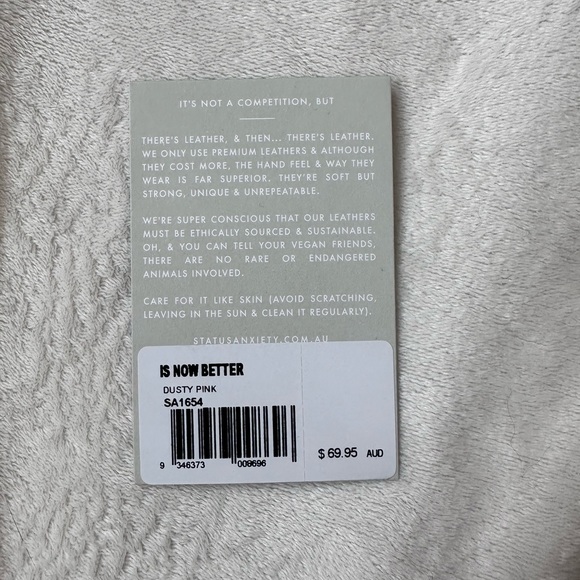 IT'S NOT A COMPETITION, BUT
THERE'S LEATHER, & THEN... THERE'S LEATHER.
WE ONLY USE PREMIUM LEATHERS & ALTHOUGH
THEY COST MORE, THE HAND FEEL & WAY THEY
WEAR IS FAR SUPERIOR, THEY'RE SOFT BUT
STRONG, UNIQUE & UNREPEATABLE.
WE'RE SUPER CONSCIOUS THAT OUR LEATHERS
MUST BE ETHICALLY SOURCED & SUSTAINABLE.
OH, & YOU CAN TELL YOUR VEGAN FRIENDS,
THERE ARE NO RARE OR ENDANGERED
ANIMALS INVOLVED.
CARE FOR IT LIKE SKIN (AVOID SCRATCHING,
LEAVING IN THE SUN & CLEAN IT REGULARLY).
STATUSANXIETY.COM.AU
IS NOW BETTER
DUSTY PINK
SA1654
9 346373 008696
$ 69.95 AUD